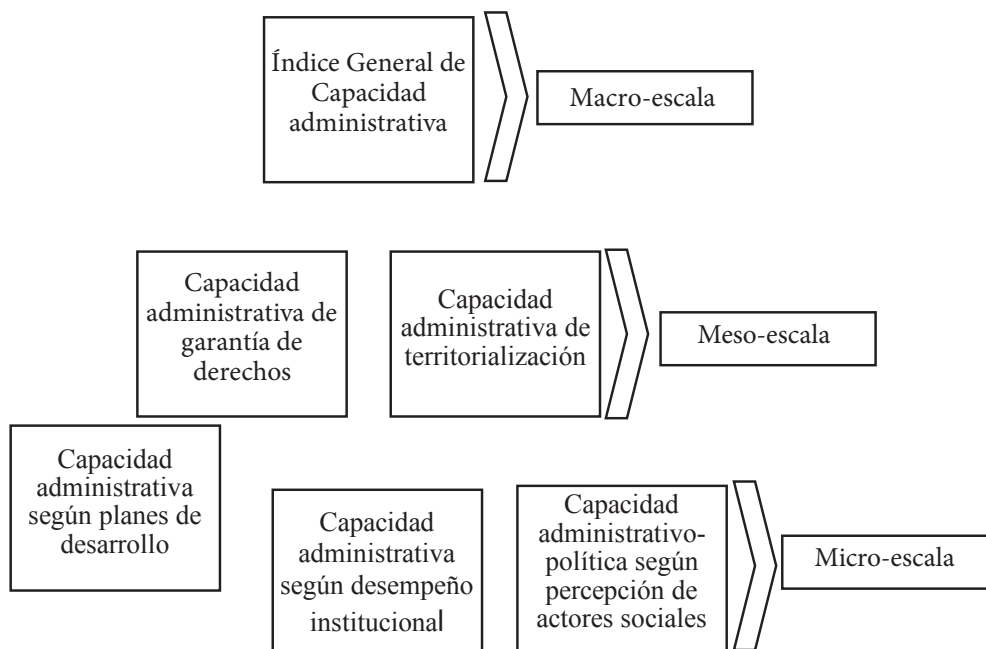 Índice General de
Capacidad
administrativa
Macro-escala
Capacidad
administrativa de
garantía de
derechos
Capacidad
administrativa de
territorialización
Meso-escala
Capacidad
administrativa
según planes de
desarrollo
Capacidad
administrativa
según desempeño
institucional
Capacidad
administrativo-
política según
percepción de
actores sociales
Micro-escala